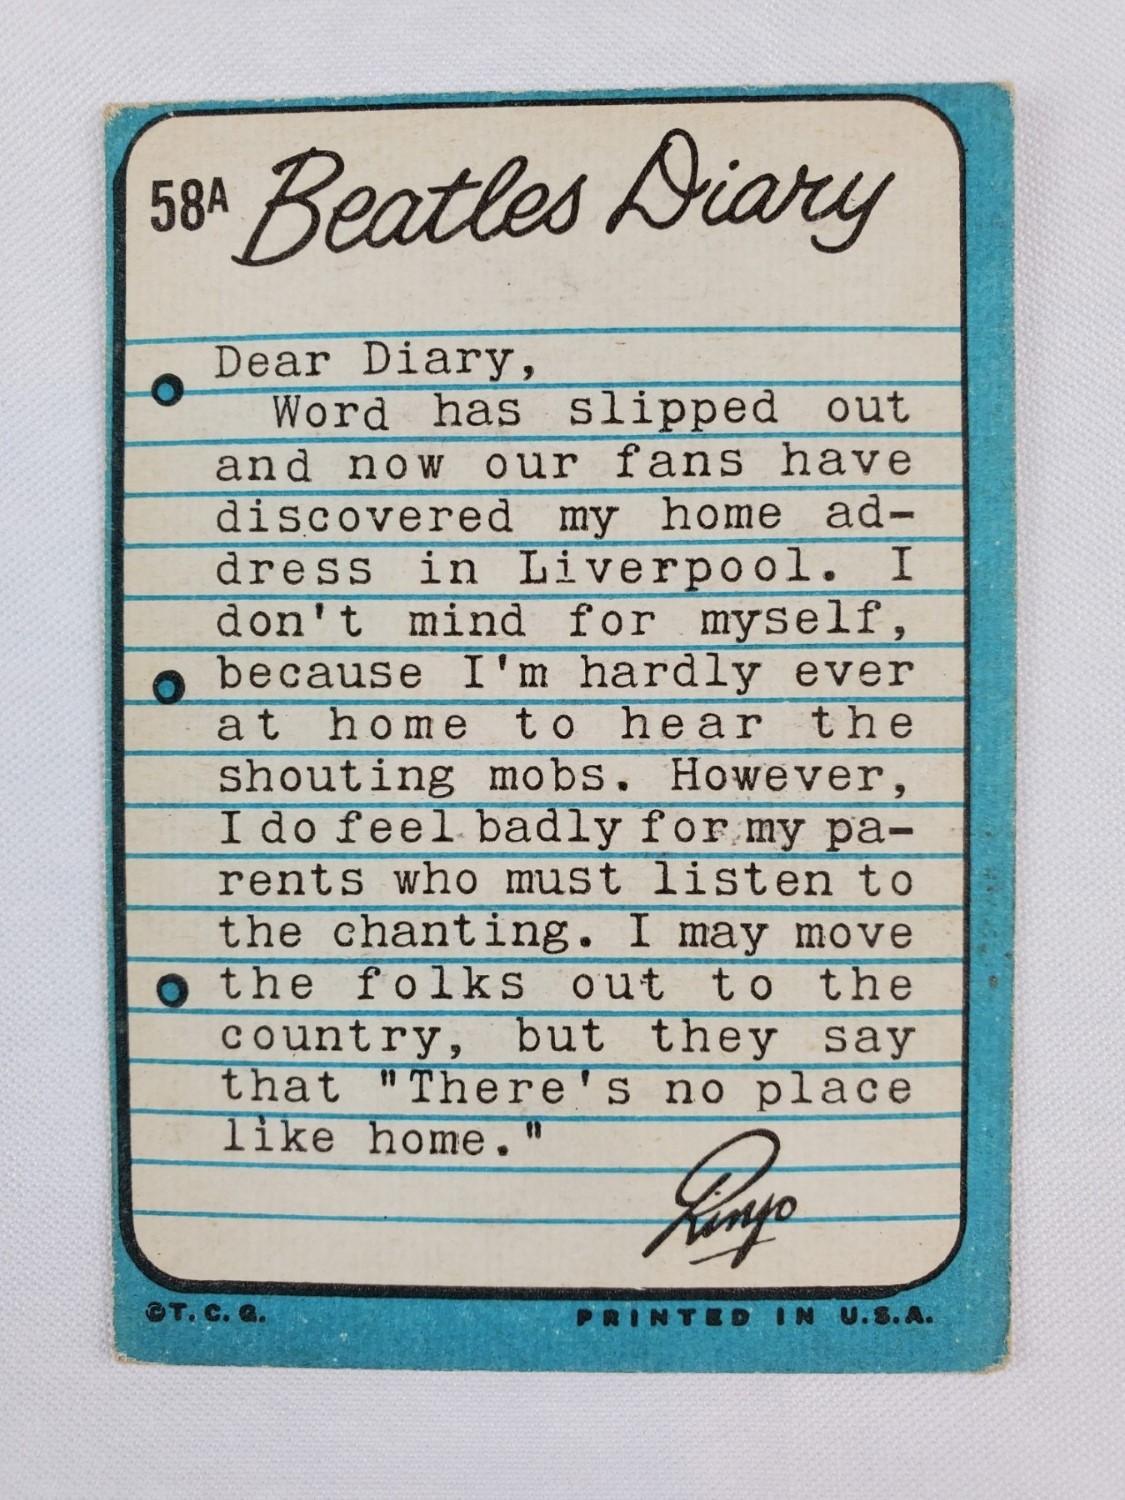 58A Beatles Diary
Dear Diary,
Word has slipped out
and now our fans have
discovered my home ad-
dress in Liverpool. I
don't mind for myself,
because I'm hardly ever
at home to hear the
shouting mobs. However,
I do feel badly for my pa-
rents who must listen to
the chanting. I may move
the folks out to the
country, but they say
that "There's no place
like home."
Ringo
©T.C.G. PRINTED IN U.S.A.